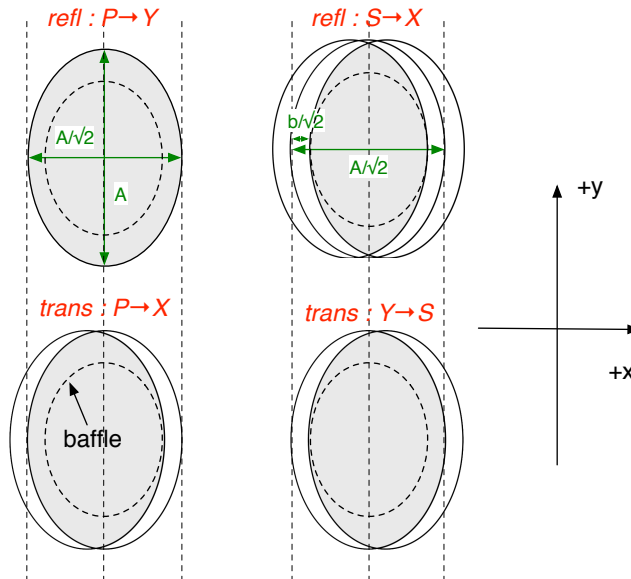 refl : P→Y
refl: S→X
A/√2
A
b/√2
A/√2
+y
+x
trans : P→X
trans : Y→S
baffle